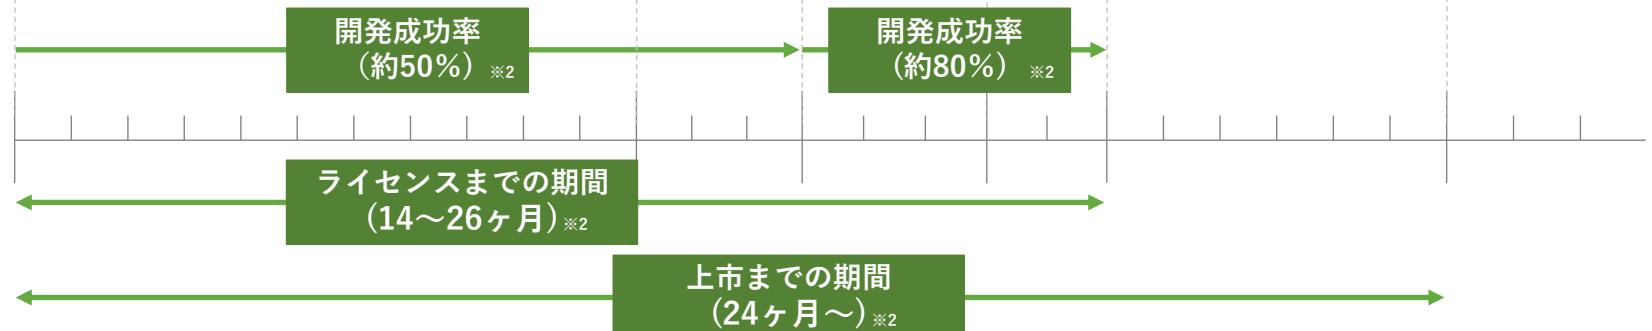 開発成功率
（約50％）※2
開発成功率
（約80％）※2
ライセンスまでの期間
（14〜26ヶ月）※2
上市までの期間
（24ヶ月〜）※2